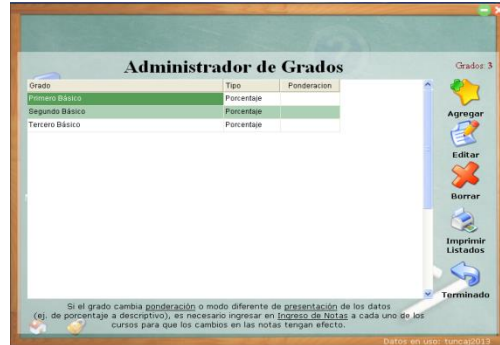 Administrador de Grados
Grados: 3
Grado Tipo Ponderacion
Primero Básico Porcentaje
Segundo Básico Porcentaje
Tercero Básico Porcentaje
Agregar
Editar
Borrar
Imprimir
Listados
Terminado
Si el grado cambia ponderación o modo diferente de presentación de los datos
(ej. de porcentaje a descriptivo), es necesario ingresar en Ingreso de Notas a cada uno de los
cursos para que los cambios en las notas tengan efecto.
Datos en uso: tuncaj2013